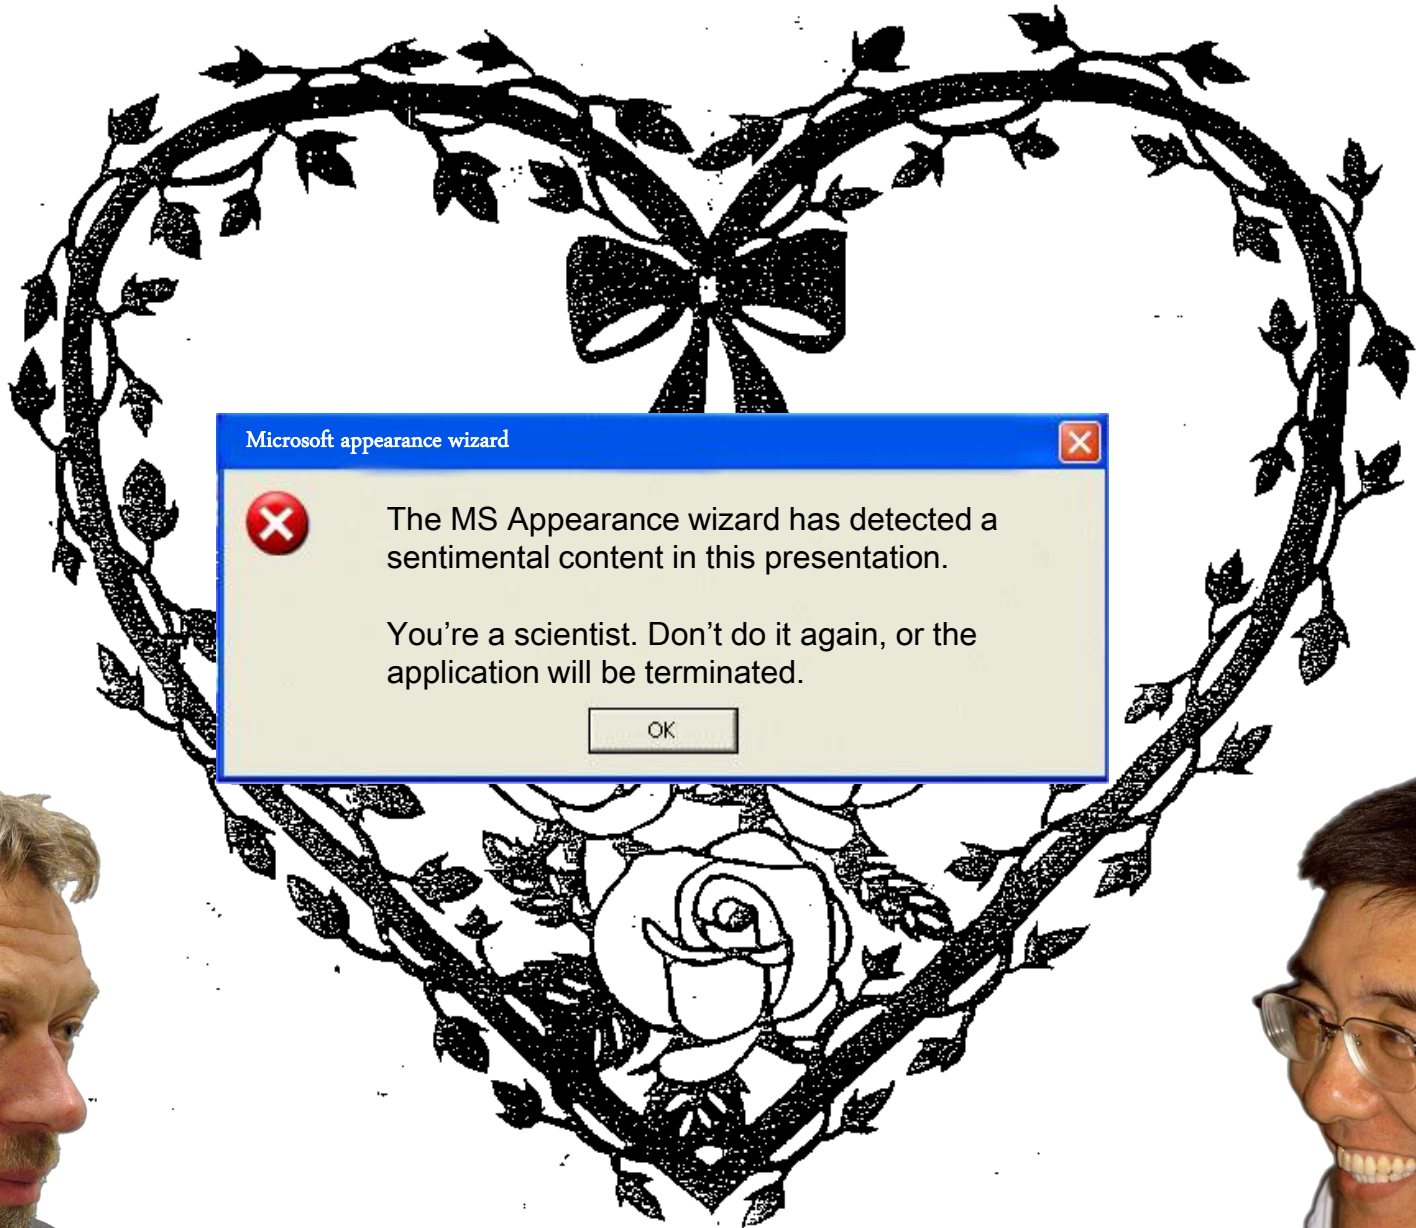 Microsoft appearance wizard
The MS Appearance wizard has detected a
sentimental content in this presentation.
You’re a scientist. Don’t do it again, or the
application will be terminated.
OK